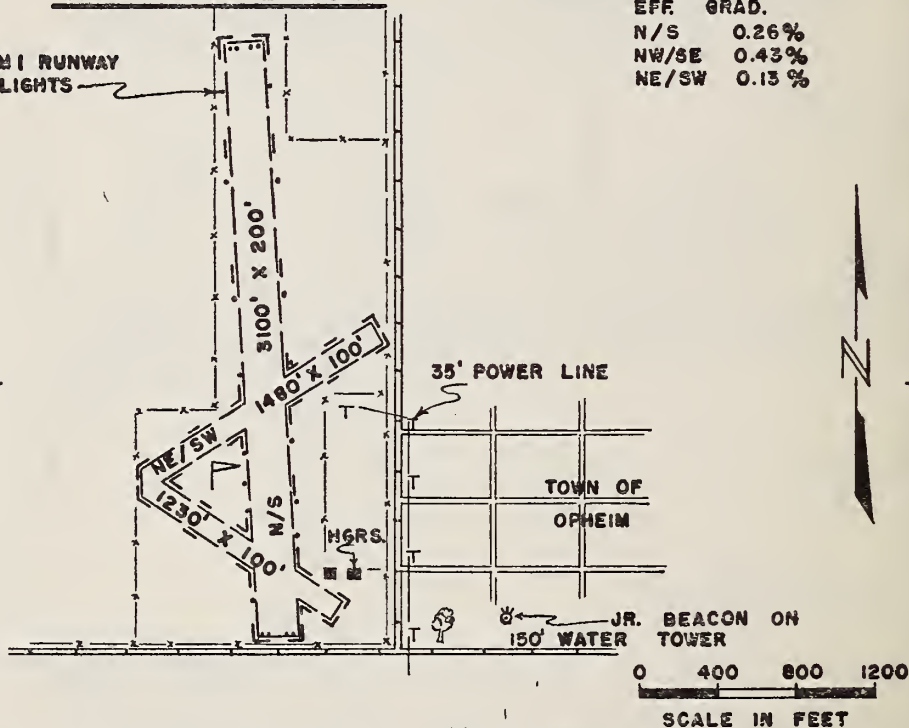 EFF. GRAD.
N/S 0.26%
NW/SE 0.43%
NE/SW 0.13%
MI RUNWAY
LIGHTS
3100' X 200'
1480' X 100'
NE/SW
1230' X 100'
N/S
35' POWER LINE
T
T
T
T
TOWN OF
OPHEIM
HGRS.
JR. BEACON ON
150' WATER TOWER
N
0 400 800 1200
SCALE IN FEET